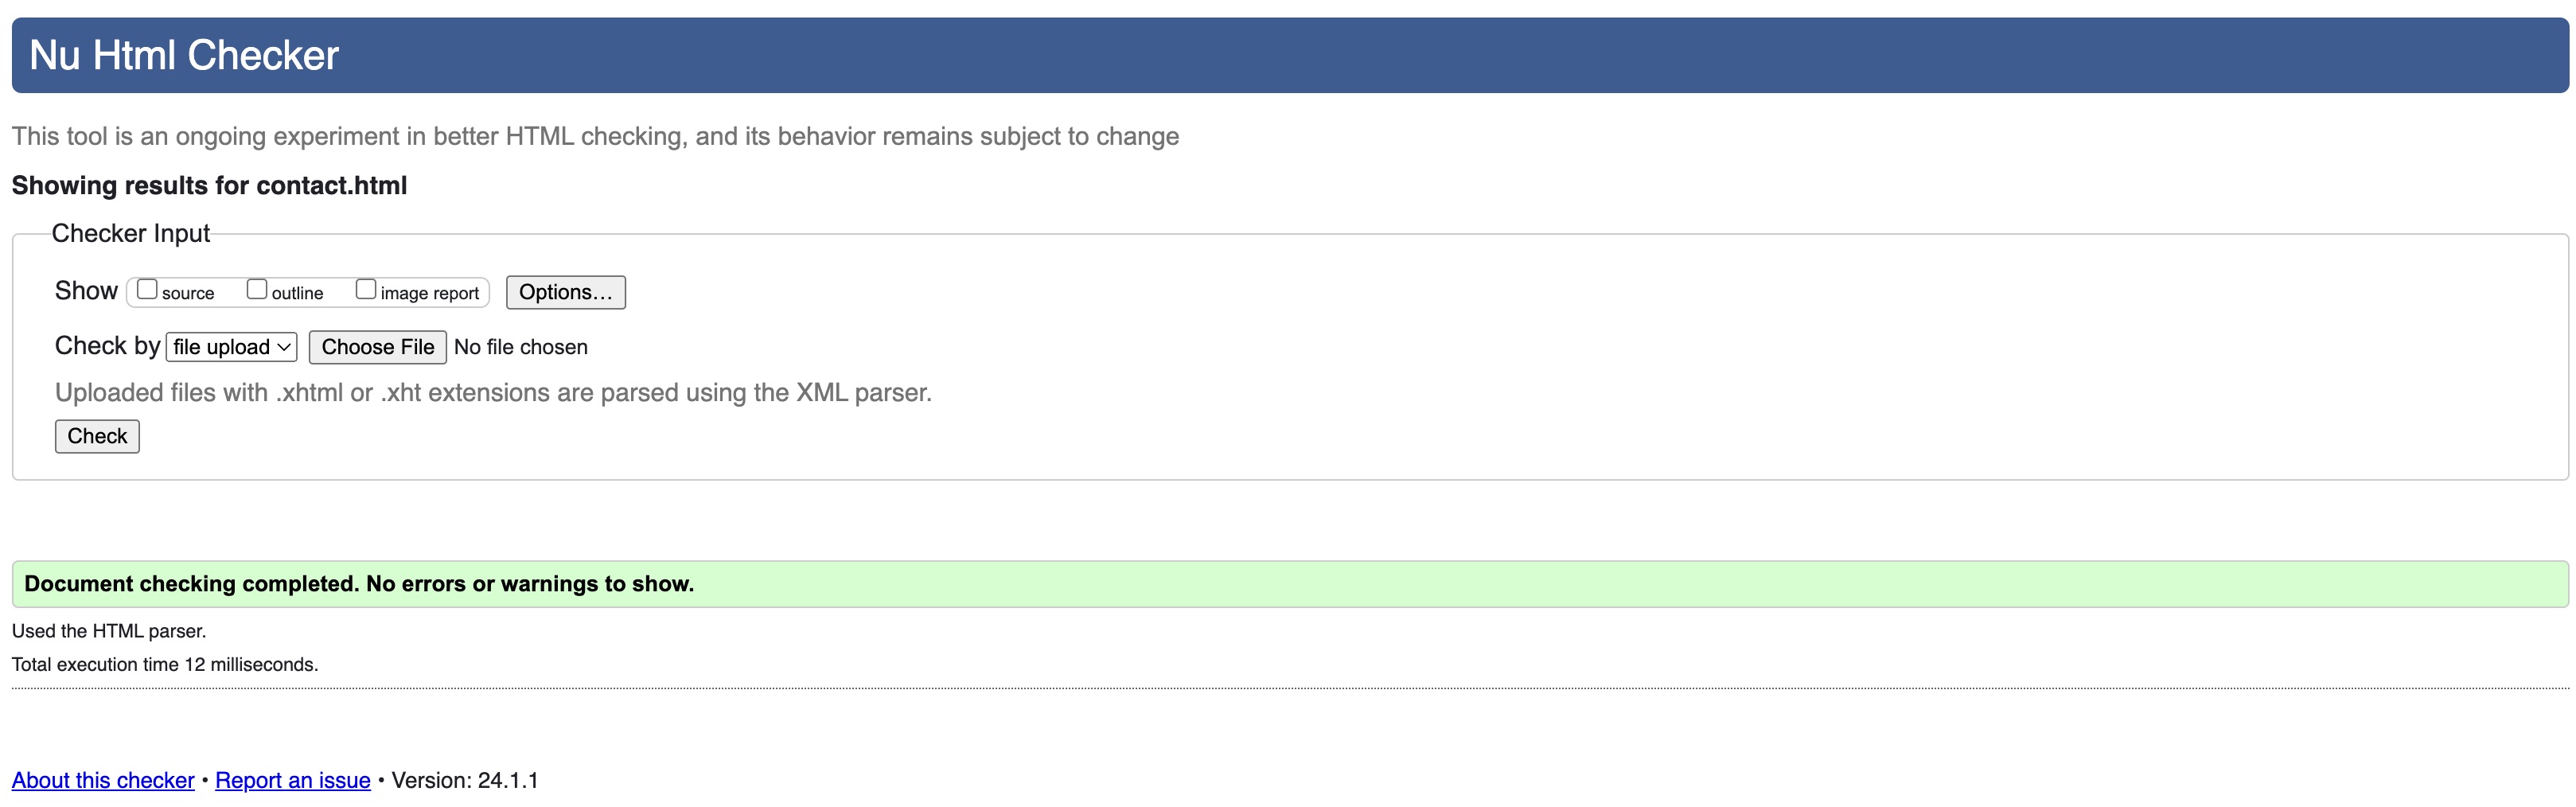 Nu Html Checker
This tool is an ongoing experiment in better HTML checking, and its behavior remains subject to change
Showing results for contact.html
Checker Input
Show source outline image report Options...
Check by file upload Choose File No file chosen
Uploaded files with .xhtml or .xht extensions are parsed using the XML parser.
Check
Document checking completed. No errors or warnings to show.
Used the HTML parser.
Total execution time 12 milliseconds.
About this checker • Report an issue • Version: 24.1.1